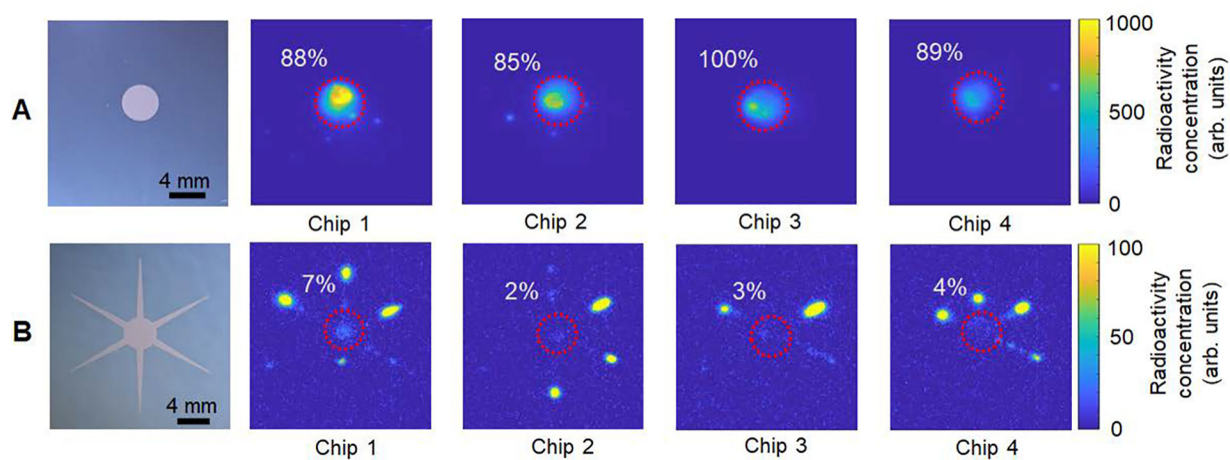 A
4 mm
88%
85%
100%
89%
1000
500
0
Radioactivity
concentration
(arb. units)
Chip 1
Chip 2
Chip 3
Chip 4
B
4 mm
7%
2%
3%
4%
100
50
0
Radioactivity
concentration
(arb. units)
Chip 1
Chip 2
Chip 3
Chip 4